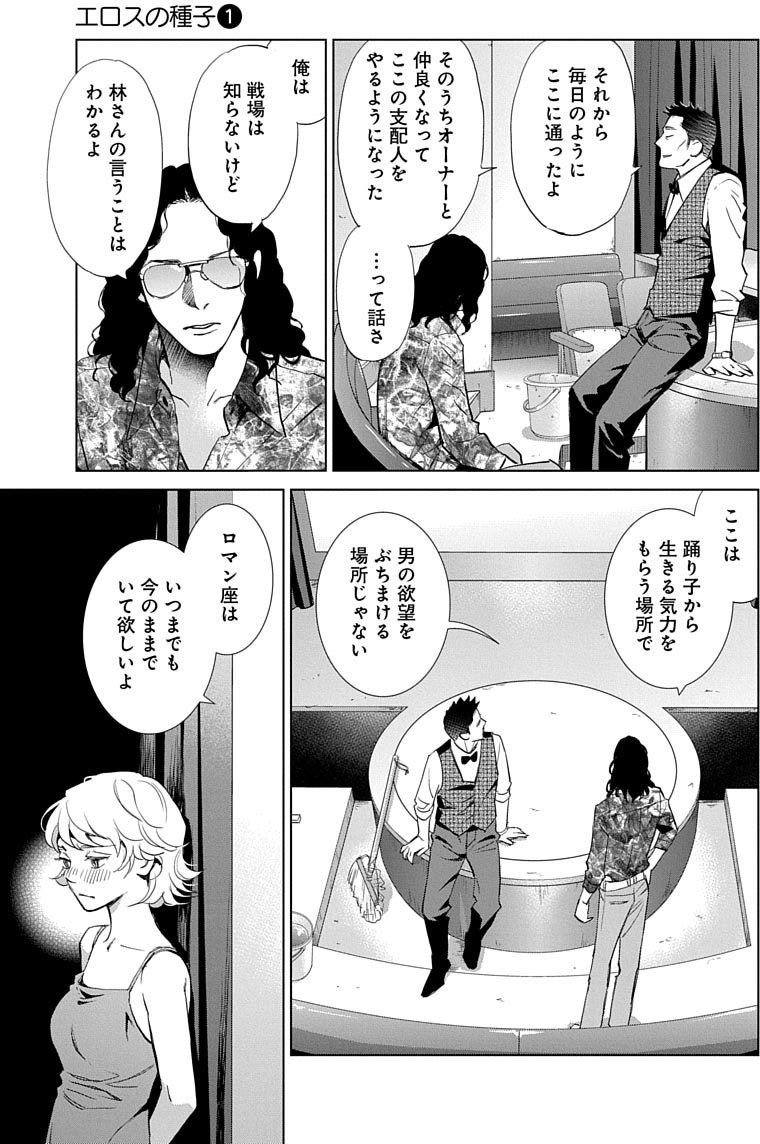 エロスの種子❶
それから
毎日のように
ここに通ったよ
そのうちオーナーと
仲良くなって
ここの支配人を
やるようになった
…って話さ
俺は
戦場は
知らないけど
林さんの言うことは
わかるよ
ここは
踊り子から
生きる気力を
もらう場所で
男の欲望を
ぶちまける
場所じゃない
ロマン座は
いつまでも
今のままで
いて欲しいよ